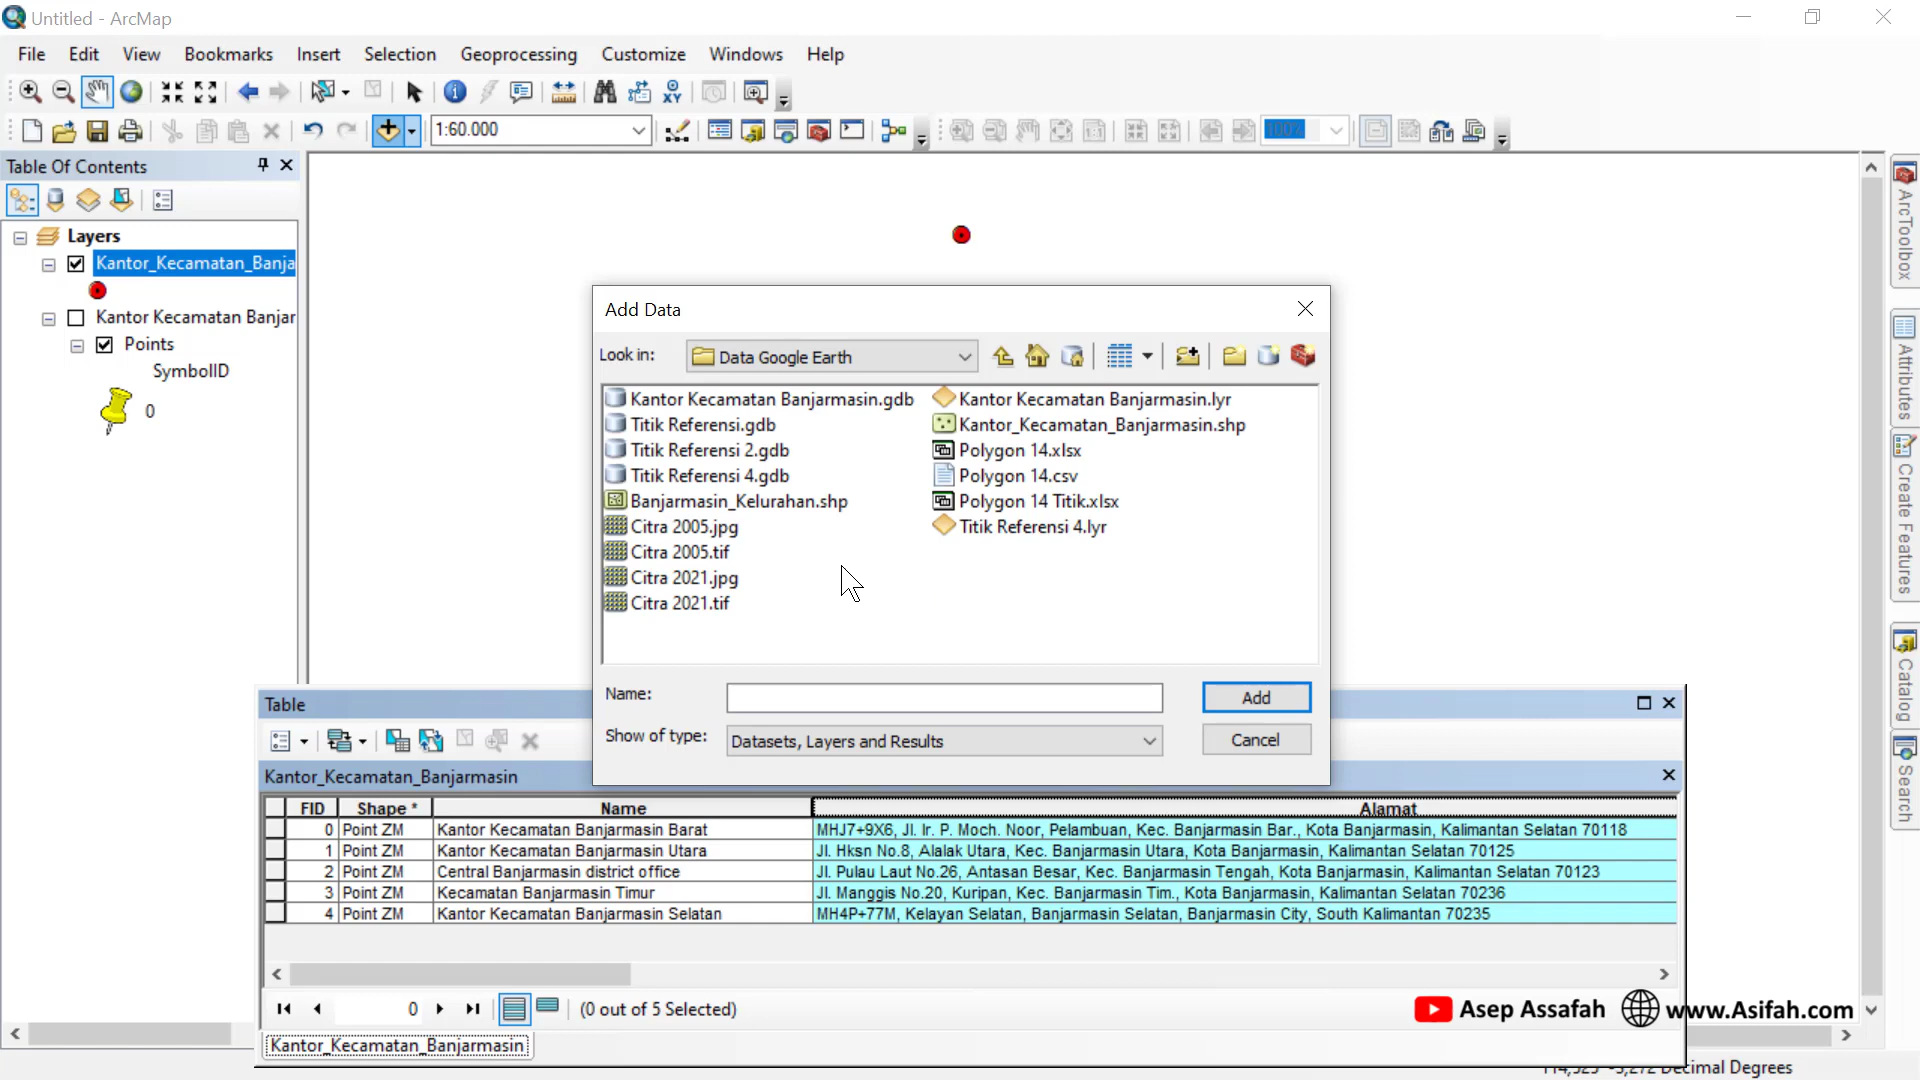 Untitled - ArcMap
File Edit View Bookmarks Insert Selection Geoprocessing Customize Windows Help
1:60.000
100%
Table Of Contents
Layers
Kantor_Kecamatan_Banja
Kantor Kecamatan Banjar
Points
SymbolID
0
Add Data
Look in: Data Google Earth
Kantor Kecamatan Banjarmasin.gdb
Titik Referensi.gdb
Titik Referensi 2.gdb
Titik Referensi 4.gdb
Banjarmasin_Kelurahan.shp
Citra 2005.jpg
Citra 2005.tif
Citra 2021.jpg
Citra 2021.tif
Kantor Kecamatan Banjarmasin.lyr
Kantor_Kecamatan_Banjarmasin.shp
Polygon 14.xlsx
Polygon 14.csv
Polygon 14 Titik.xlsx
Titik Referensi 4.lyr
Name: Add
Show of type: Datasets, Layers and Results Cancel
ArcToolbox
Attributes
Create Features
Catalog
Search
Table
Kantor_Kecamatan_Banjarmasin
FID Shape * Name Alamat
0 Point ZM Kantor Kecamatan Banjarmasin Barat MHJ7+9X6, Jl. Ir. P. Moch. Noor, Pelambuan, Kec. Banjarmasin Bar., Kota Banjarmasin, Kalimantan Selatan 70118
1 Point ZM Kantor Kecamatan Banjarmasin Utara Jl. Hksn No.8, Alalak Utara, Kec. Banjarmasin Utara, Kota Banjarmasin, Kalimantan Selatan 70125
2 Point ZM Central Banjarmasin district office Jl. Pulau Laut No.26, Antasan Besar, Kec. Banjarmasin Tengah, Kota Banjarmasin, Kalimantan Selatan 70123
3 Point ZM Kecamatan Banjarmasin Timur Jl. Manggis No.20, Kuripan, Kec. Banjarmasin Tim., Kota Banjarmasin, Kalimantan Selatan 70236
4 Point ZM Kantor Kecamatan Banjarmasin Selatan MH4P+77M, Kelayan Selatan, Banjarmasin Selatan, Banjarmasin City, South Kalimantan 70235
0 (0 out of 5 Selected)
Asep Assafah www.Asifah.com
Kantor_Kecamatan_Banjarmasin
Decimal Degrees